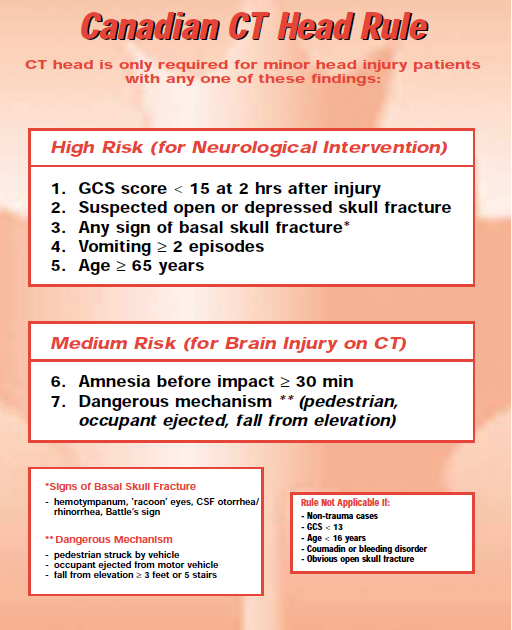 Canadian CT Head Rule
CT head is only required for minor head injury patients
with any one of these findings:
High Risk (for Neurological Intervention)
1. GCS score < 15 at 2 hrs after injury
2. Suspected open or depressed skull fracture
3. Any sign of basal skull fracture*
4. Vomiting ≥ 2 episodes
5. Age ≥ 65 years
Medium Risk (for Brain Injury on CT)
6. Amnesia before impact ≥ 30 min
7. Dangerous mechanism ** (pedestrian,
occupant ejected, fall from elevation)
*Signs of Basal Skull Fracture
- hemotympanum, 'racoon' eyes, CSF otorrhea/
rhinorrhea, Battle's sign
** Dangerous Mechanism
- pedestrian struck by vehicle
- occupant ejected from motor vehicle
- fall from elevation ≥ 3 feet or 5 stairs
Rule Not Applicable If:
- Non-trauma cases
- GCS < 13
- Age < 16 years
- Coumadin or bleeding disorder
- Obvious open skull fracture